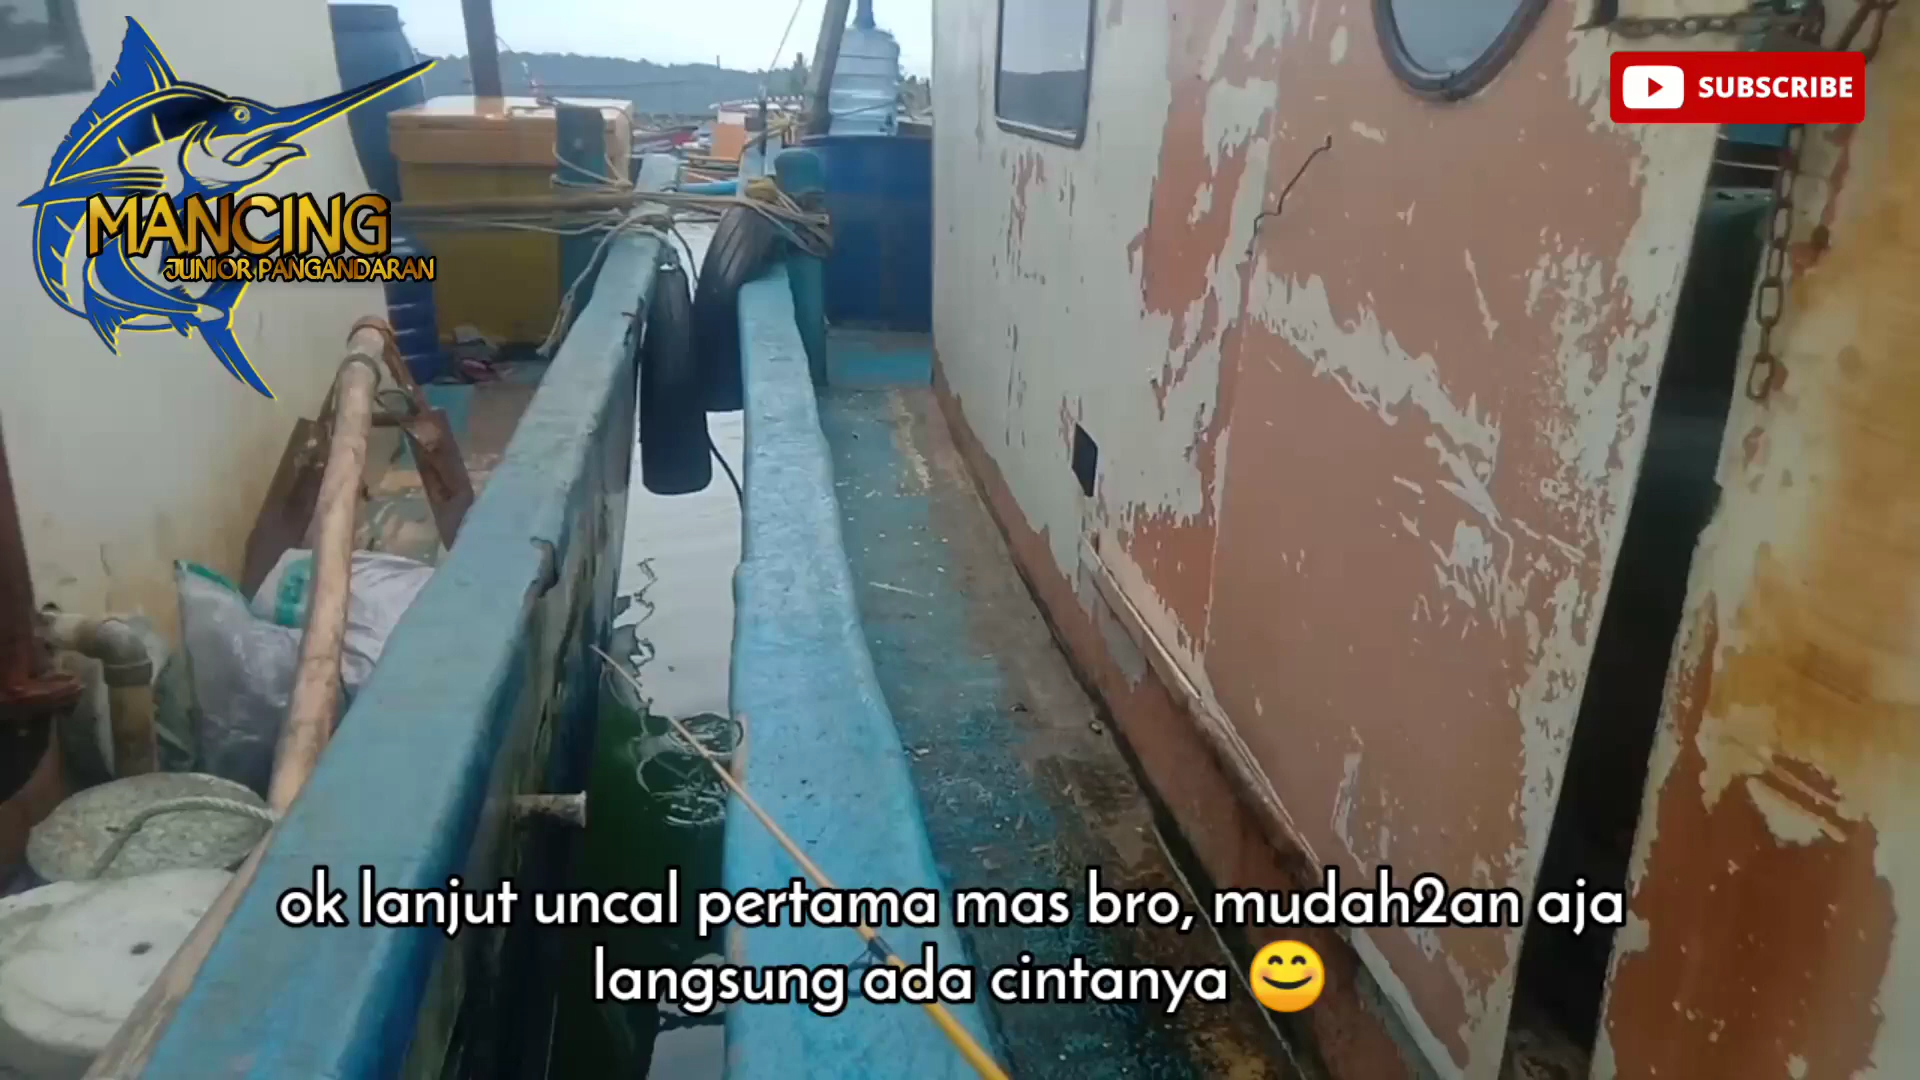 SUBSCRIBE
MANCING
JUNIOR PANGANDARAN
ok lanjut uncal pertama mas bro, mudah2an aja
langsung ada cintanya 😊